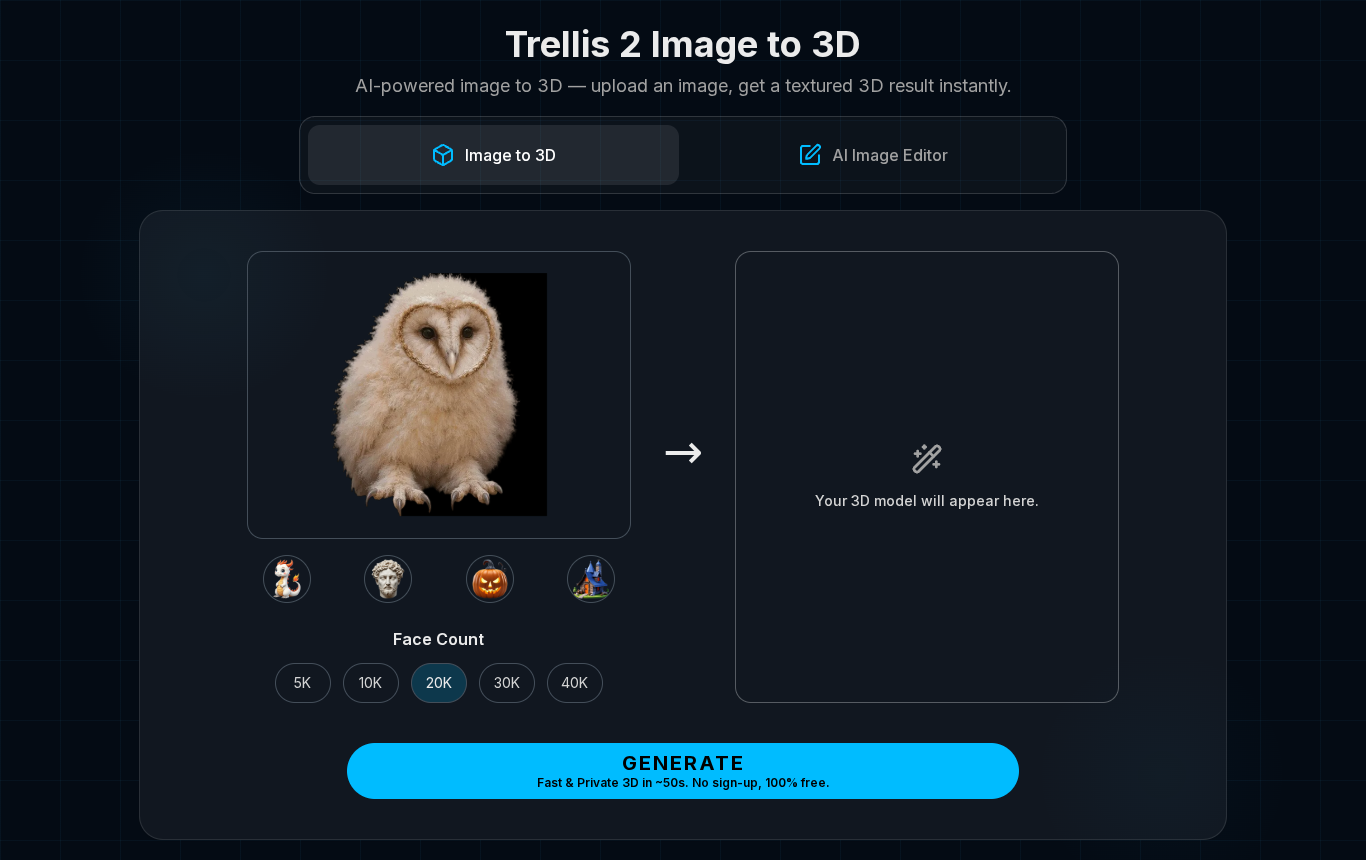 Trellis 2 Image to 3D
AI-powered image to 3D — upload an image, get a textured 3D result instantly.
Image to 3D
AI Image Editor
Your 3D model will appear here.
Face Count
5K
10K
20K
30K
40K
GENERATE
Fast & Private 3D in ~50s. No sign-up, 100% free.